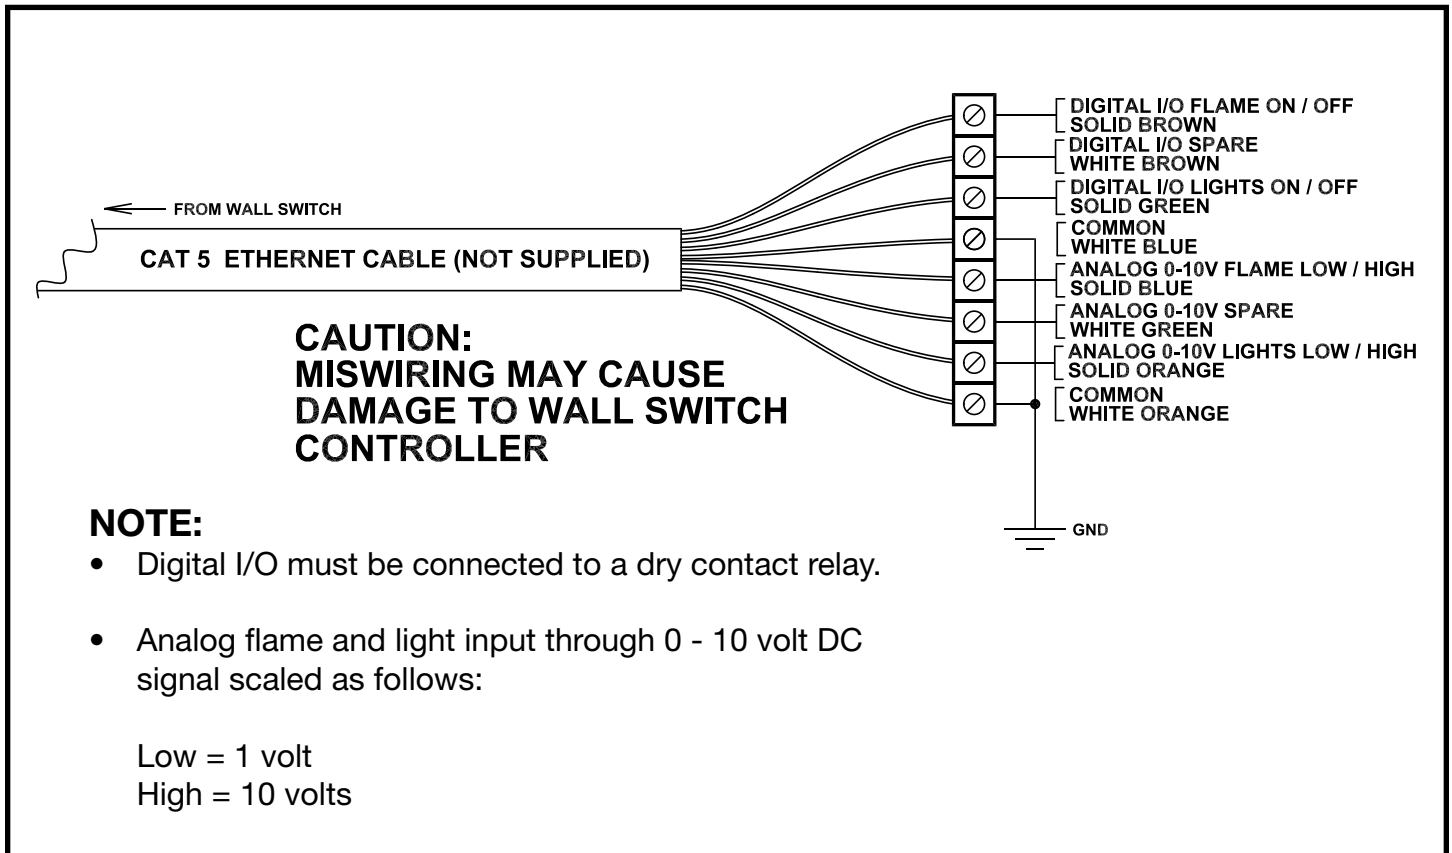 DIGITAL I/O FLAME ON / OFF
SOLID BROWN
DIGITAL I/O SPARE
WHITE BROWN
DIGITAL I/O LIGHTS ON / OFF
SOLID GREEN
COMMON
WHITE BLUE
ANALOG 0-10V FLAME LOW / HIGH
SOLID BLUE
ANALOG 0-10V SPARE
WHITE GREEN
ANALOG 0-10V LIGHTS LOW / HIGH
SOLID ORANGE
COMMON
WHITE ORANGE
GND
FROM WALL SWITCH
CAT 5 ETHERNET CABLE (NOT SUPPLIED)
CAUTION:
MISWIRING MAY CAUSE
DAMAGE TO WALL SWITCH
CONTROLLER
NOTE:
• Digital I/O must be connected to a dry contact relay.
• Analog flame and light input through 0 - 10 volt DC
signal scaled as follows:
Low = 1 volt
High = 10 volts